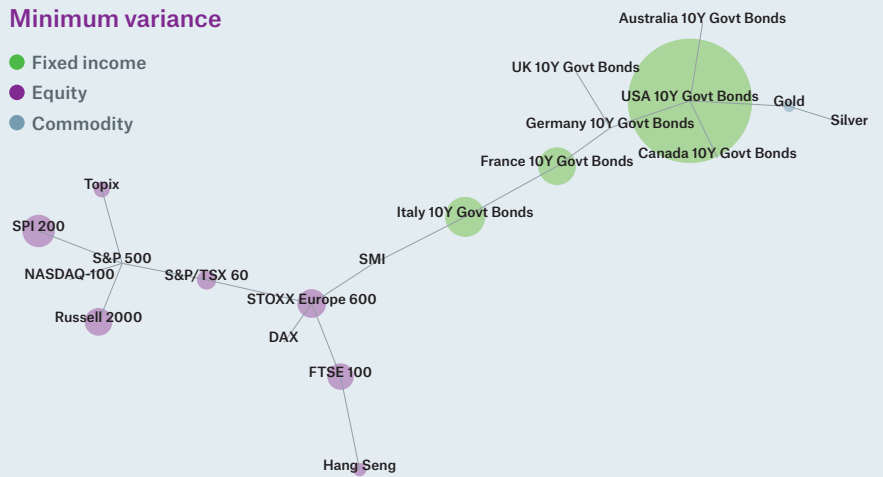 Minimum variance
Fixed income
Equity
Commodity
Australia 10Y Govt Bonds
UK 10Y Govt Bonds
USA 10Y Govt Bonds
Gold
Silver
Germany 10Y Govt Bonds
Canada 10Y Govt Bonds
France 10Y Govt Bonds
Italy 10Y Govt Bonds
Topix
SPI 200
S&P 500
SMI
NASDAQ-100
S&P/TSX 60
STOXX Europe 600
Russell 2000
DAX
FTSE 100
Hang Seng